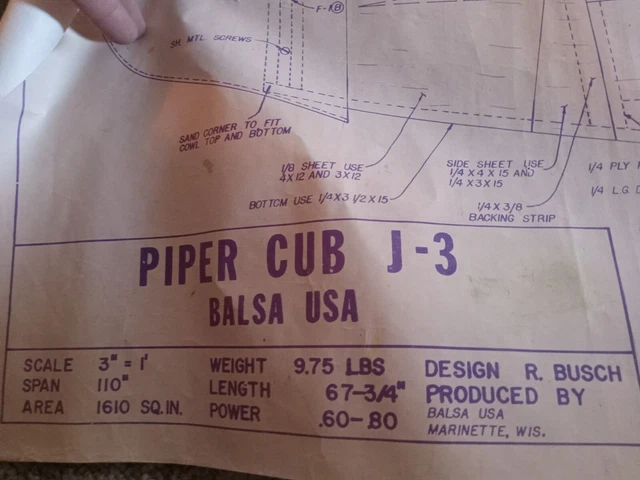 F-1B
SH. MTL. SCREWS
SAND CORNER TO FIT
COWL TOP AND BOTTOM
1/8 SHEET USE
4X12 AND 3X12
BOTTOM USE 1/4X3 1/2X15
SIDE SHEET USE
1/4 X 4 X 15 AND
1/4 X 3 X 15
1/4 X 3/8
BACKING STRIP
1/4 PLY
1/4 L.G.
PIPER CUB J-3
BALSA USA
SCALE 3" = 1'
SPAN 110"
AREA 1610 SQ. IN.
WEIGHT 9.75 LBS
LENGTH 67-3/4"
POWER .60-.80
DESIGN R. BUSCH
PRODUCED BY
BALSA USA
MARINETTE, WIS.